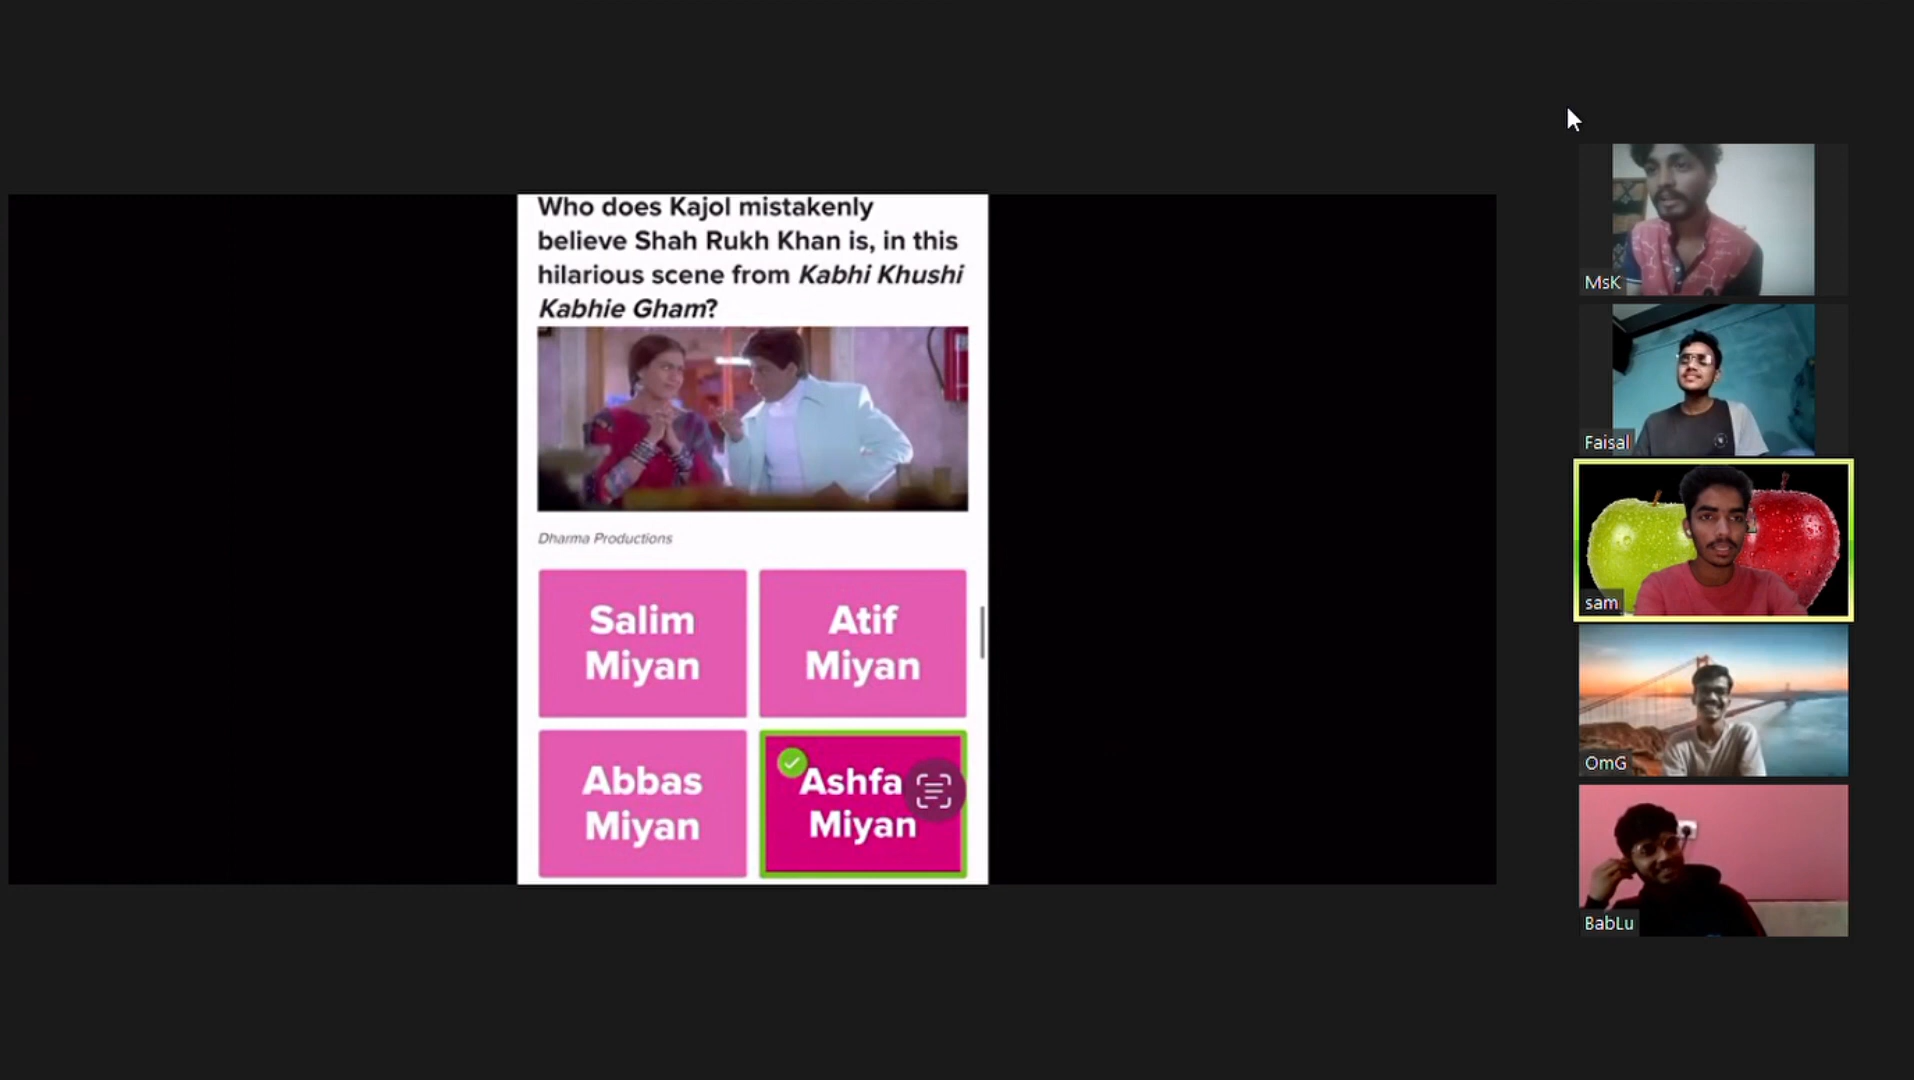 Who does Kajol mistakenly
believe Shah Rukh Khan is, in this
hilarious scene from Kabhi Khushi
Kabhie Gham?
Dharma Productions
Salim
Miyan
Atif
Miyan
Abbas
Miyan
Ashfa
Miyan
MsK
Faisal
sam
OmG
BabLu